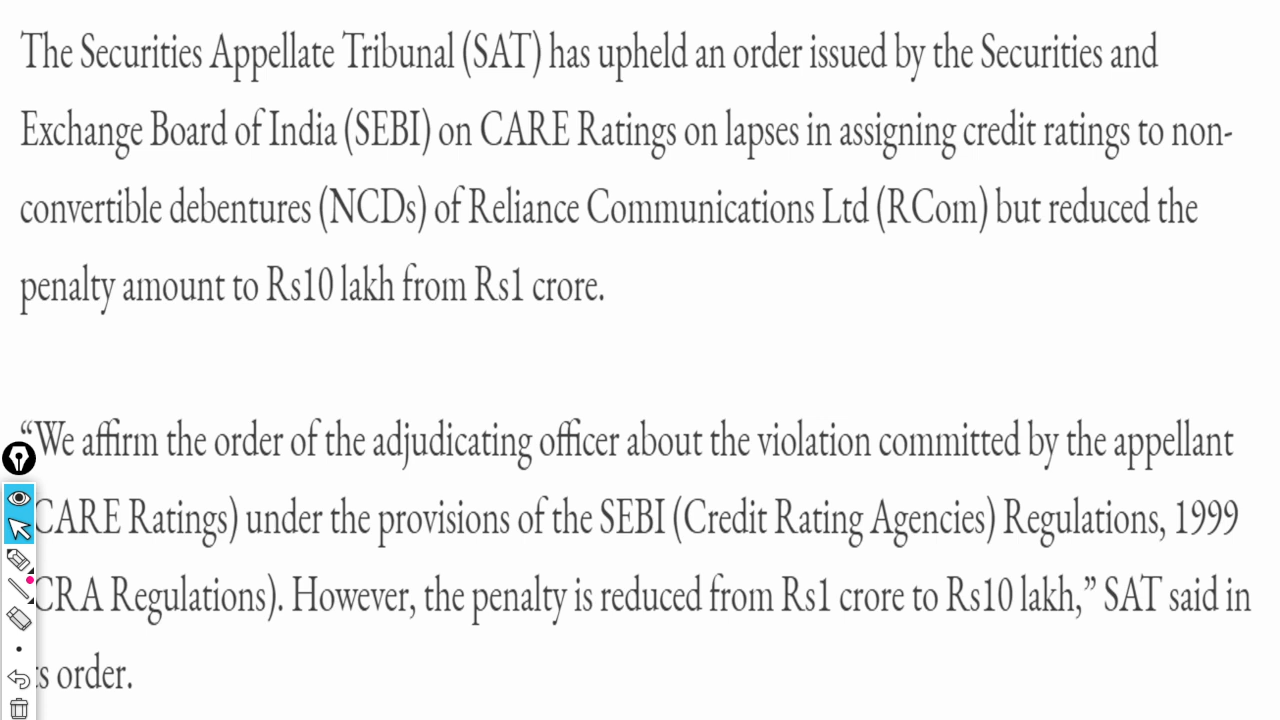 The Securities Appellate Tribunal (SAT) has upheld an order issued by the Securities and
Exchange Board of India (SEBI) on CARE Ratings on lapses in assigning credit ratings to non-
convertible debentures (NCDs) of Reliance Communications Ltd (RCom) but reduced the
penalty amount to Rs10 lakh from Rs1 crore.
“We affirm the order of the adjudicating officer about the violation committed by the appellant
CARE Ratings) under the provisions of the SEBI (Credit Rating Agencies) Regulations, 1999
CRA Regulations). However, the penalty is reduced from Rs1 crore to Rs10 lakh,” SAT said in
ts order.